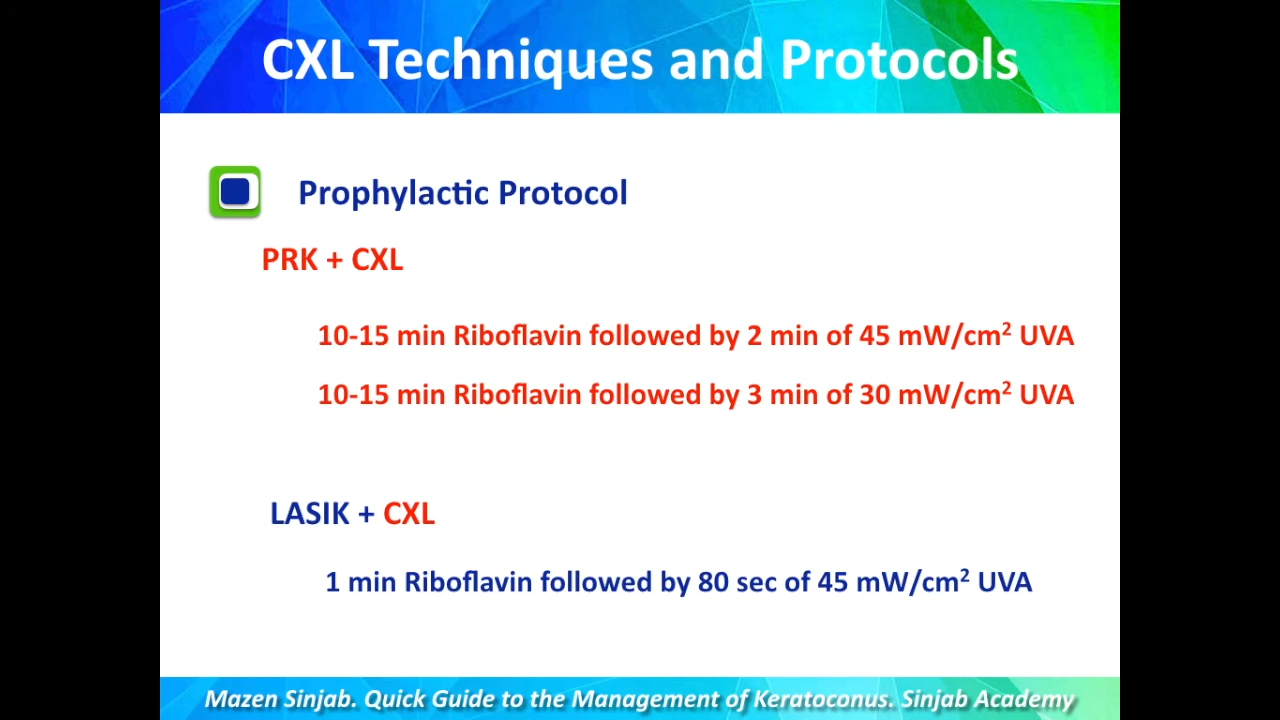 CXL Techniques and Protocols
Prophylactic Protocol
PRK + CXL
10-15 min Riboflavin followed by 2 min of 45 mW/cm² UVA
10-15 min Riboflavin followed by 3 min of 30 mW/cm² UVA
LASIK + CXL
1 min Riboflavin followed by 80 sec of 45 mW/cm² UVA
Mazen Sinjab. Quick Guide to the Management of Keratoconus. Sinjab Academy